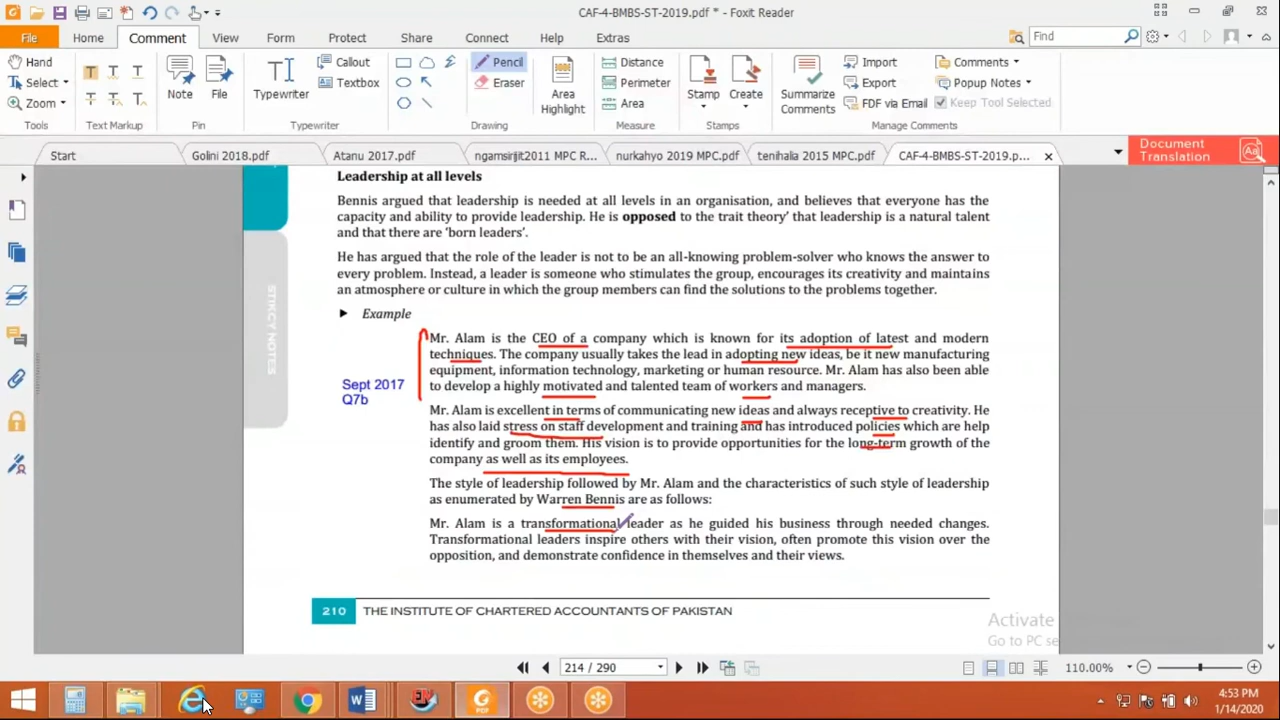 CAF-4-BMBS-ST-2019.pdf * - Foxit Reader
File Home Comment View Form Protect Share Connect Help Extras Find
Hand Callout Pencil Distance Import Comments
Select Textbox Eraser Perimeter Export Popup Notes
Zoom Note File Typewriter Area Highlight Area Stamp Create Summarize Comments FDF via Email Keep Tool Selected
Tools Text Markup Pin Typewriter Drawing Measure Stamps Manage Comments
Start Golini 2018.pdf Atanu 2017.pdf ngamsirijit2011 MPC R... nurkahyo 2019 MPC.pdf tenihalia 2015 MPC.pdf CAF-4-BMBS-ST-2019.p... Document Translation
Leadership at all levels
Bennis argued that leadership is needed at all levels in an organisation, and believes that everyone has the
capacity and ability to provide leadership. He is opposed to the trait theory' that leadership is a natural talent
and that there are 'born leaders'.
He has argued that the role of the leader is not to be an all-knowing problem-solver who knows the answer to
every problem. Instead, a leader is someone who stimulates the group, encourages its creativity and maintains
an atmosphere or culture in which the group members can find the solutions to the problems together.
Example
Mr. Alam is the CEO of a company which is known for its adoption of latest and modern
techniques. The company usually takes the lead in adopting new ideas, be it new manufacturing
equipment, information technology, marketing or human resource. Mr. Alam has also been able
to develop a highly motivated and talented team of workers and managers.
Sept 2017
Q7b
Mr. Alam is excellent in terms of communicating new ideas and always receptive to creativity. He
has also laid stress on staff development and training and has introduced policies which are help
identify and groom them. His vision is to provide opportunities for the long-term growth of the
company as well as its employees.
The style of leadership followed by Mr. Alam and the characteristics of such style of leadership
as enumerated by Warren Bennis are as follows:
Mr. Alam is a transformational leader as he guided his business through needed changes.
Transformational leaders inspire others with their vision, often promote this vision over the
opposition, and demonstrate confidence in themselves and their views.
STICKY NOTES
210 THE INSTITUTE OF CHARTERED ACCOUNTANTS OF PAKISTAN
Activate
Go to PC se
214 / 290 110.00%
4:53 PM
1/14/2020